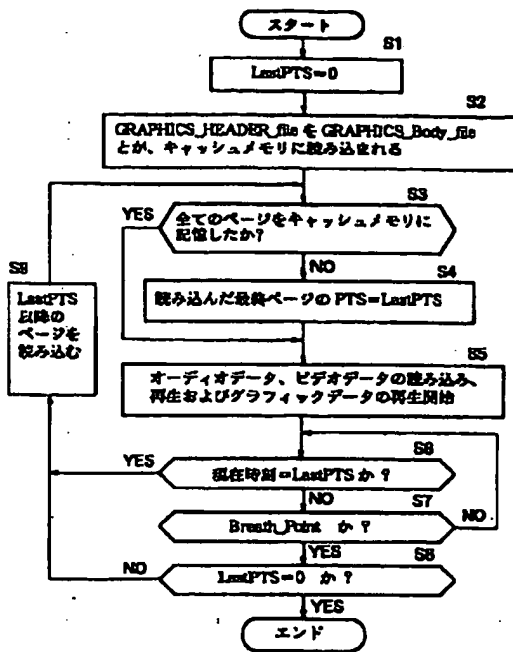 スタート
S1
LastPTS=0
S2
GRAPHICS_HEADER_file を GRAPHICS_Body_file
とが、キャッシュメモリに読み込まれる
S3
YES
全てのページをキャッシュメモリに
記憶したか?
NO
S4
読み込んだ最終ページの PTS=LastPTS
S9
LastPTS
以降の
ページを
読み込む
S5
オーディオデータ、ビデオデータの読み込み、
再生およびグラフィックデータの再生開始
S6
YES
現在時刻=LastPTS か ?
NO
S7
Breath_Point か ?
NO
YES
S8
NO
LastPTS=0 か ?
YES
エンド